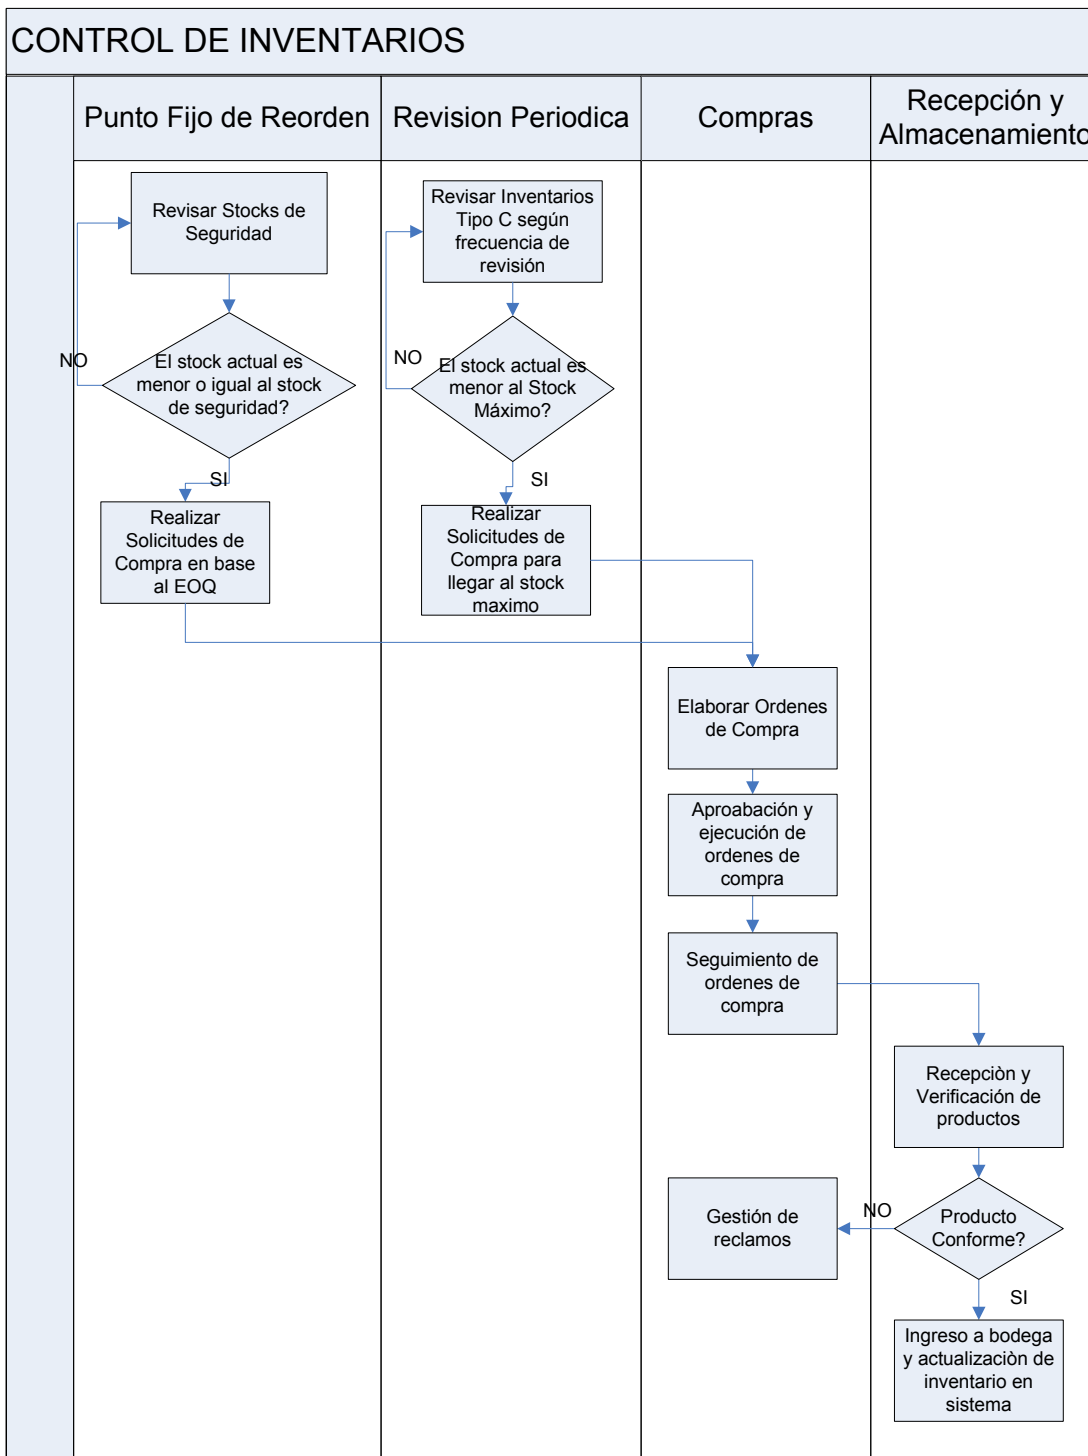 CONTROL DE INVENTARIOS
Punto Fijo de Reorden
Revision Periodica
Compras
Recepción y
Almacenamiento
Revisar Stocks de
Seguridad
El stock actual es
menor o igual al stock
de seguridad?
NO
SI
Realizar
Solicitudes de
Compra en base
al EOQ
Revisar Inventarios
Tipo C según
frecuencia de
revisión
El stock actual es
menor al Stock
Máximo?
NO
SI
Realizar
Solicitudes de
Compra para
llegar al stock
maximo
Elaborar Ordenes
de Compra
Aproabación y
ejecución de
ordenes de
compra
Seguimiento de
ordenes de
compra
Recepciòn y
Verificación de
productos
Producto
Conforme?
NO
Gestión de
reclamos
SI
Ingreso a bodega
y actualizaciòn de
inventario en
sistema